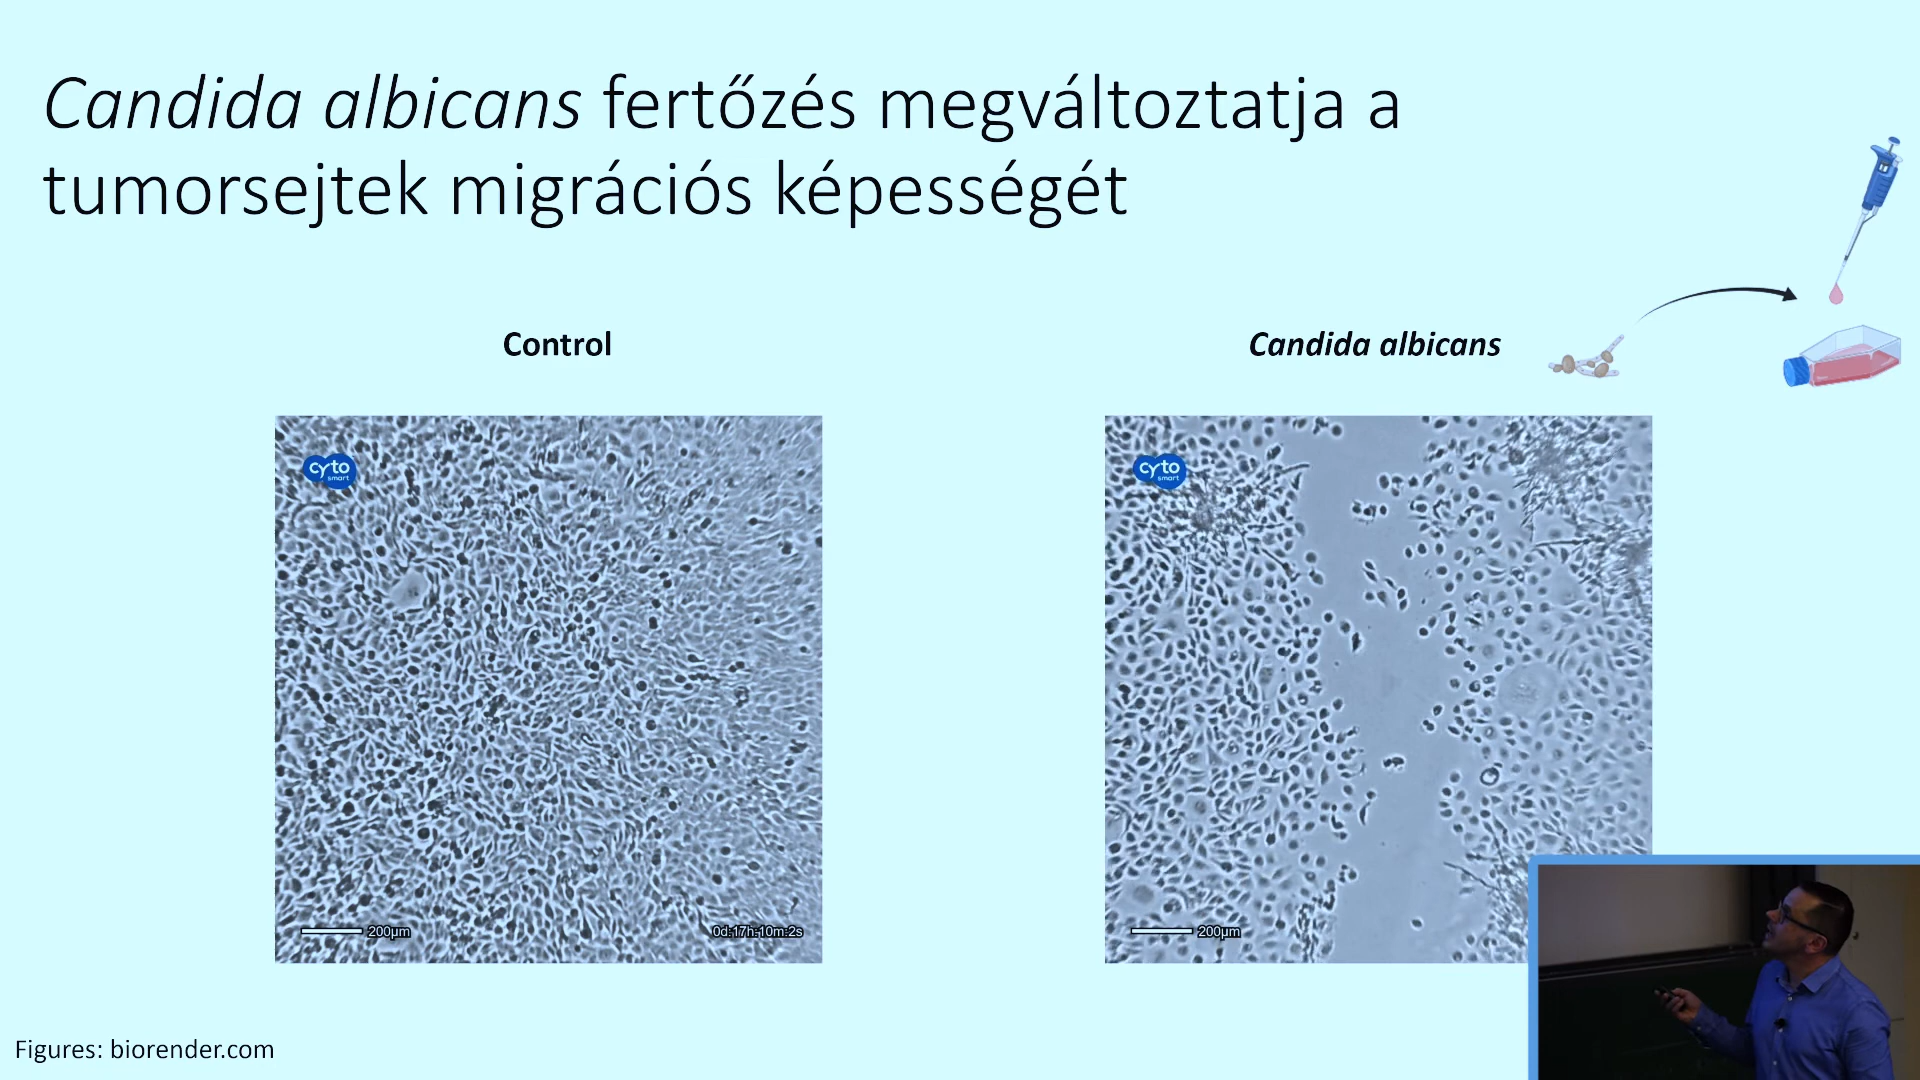 Candida albicans fertőzés megváltoztatja a
tumorsejtek migrációs képességét
Control
Candida albicans
cyto
smart
cyto
smart
200µm
0d:17h:10m:2s
200µm
Figures: biorender.com